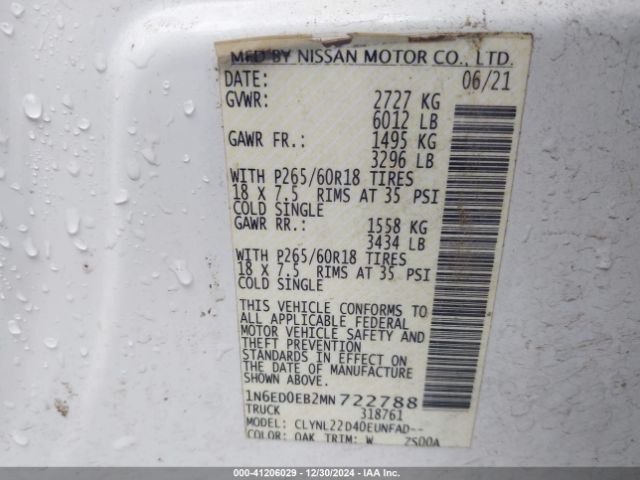 MFD BY NISSAN MOTOR CO., LTD.
DATE: 06/21
GVWR: 2727 KG
6012 LB
GAWR FR.: 1495 KG
3296 LB
WITH P265/60R18 TIRES
18 X 7.5 RIMS AT 35 PSI
COLD SINGLE
GAWR RR.: 1558 KG
3434 LB
WITH P265/60R18 TIRES
18 X 7.5 RIMS AT 35 PSI
COLD SINGLE
THIS VEHICLE CONFORMS TO
ALL APPLICABLE FEDERAL
MOTOR VEHICLE SAFETY AND
THEFT PREVENTION
STANDARDS IN EFFECT ON
THE DATE OF MANUFACTURE
SHOWN ABOVE.
1N6ED0EB2MN722788
TRUCK 318761
MODEL: CLYNL22D40EUNFAD--
COLOR: QAK TRIM: W 2S00A
000-41206029 - 12/30/2024 - IAAI.COM